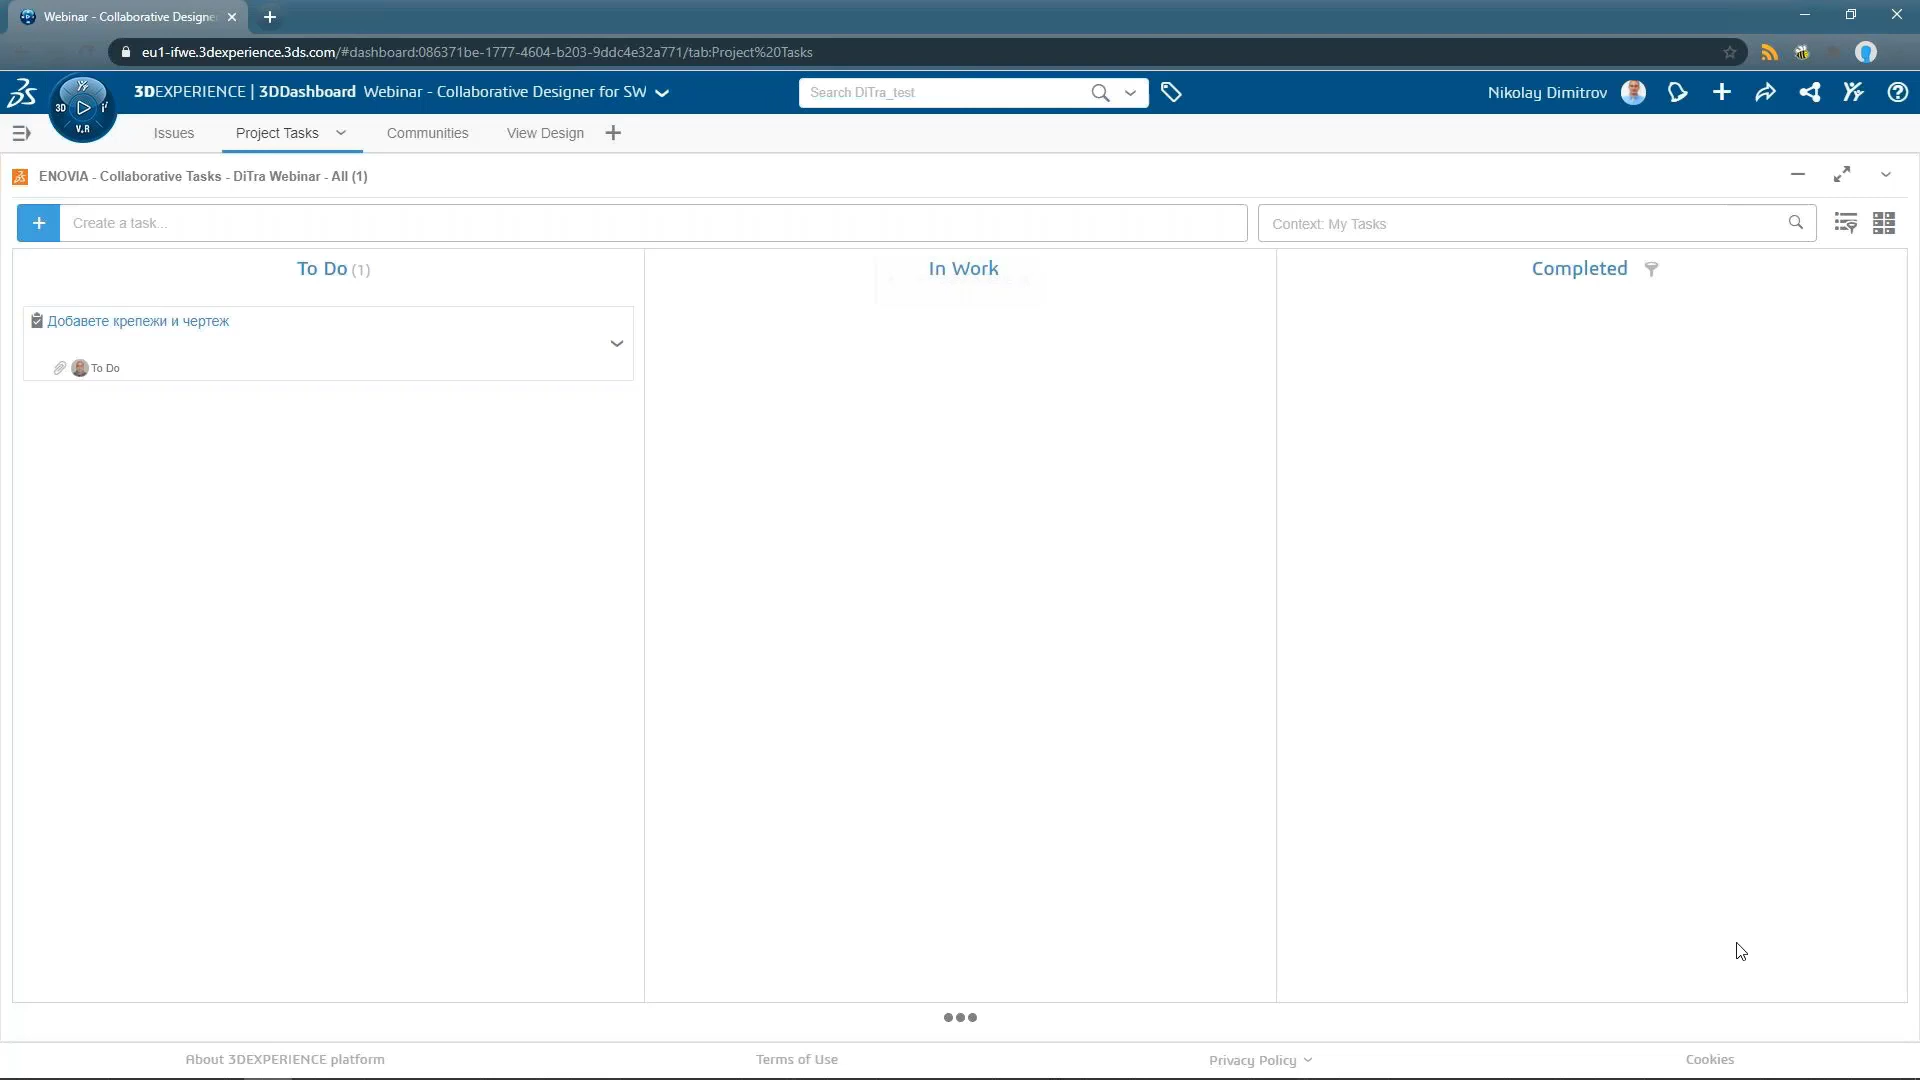 Webinar - Collaborative Designe
eu1-ifwe.3dexperience.3ds.com/#dashboard:086371be-1777-4604-b203-9ddc4e32a771/tab:Project%20Tasks
3D
V.R
3DEXPERIENCE | 3DDashboard Webinar - Collaborative Designer for SW
Search DiTra_test
Nikolay Dimitrov
Issues
Project Tasks
Communities
View Design
ENOVIA - Collaborative Tasks - DiTra Webinar - All (1)
Create a task...
Context: My Tasks
To Do (1)
In Work
Completed
Добавете крепежи и чертеж
To Do
About 3DEXPERIENCE platform
Terms of Use
Privacy Policy
Cookies